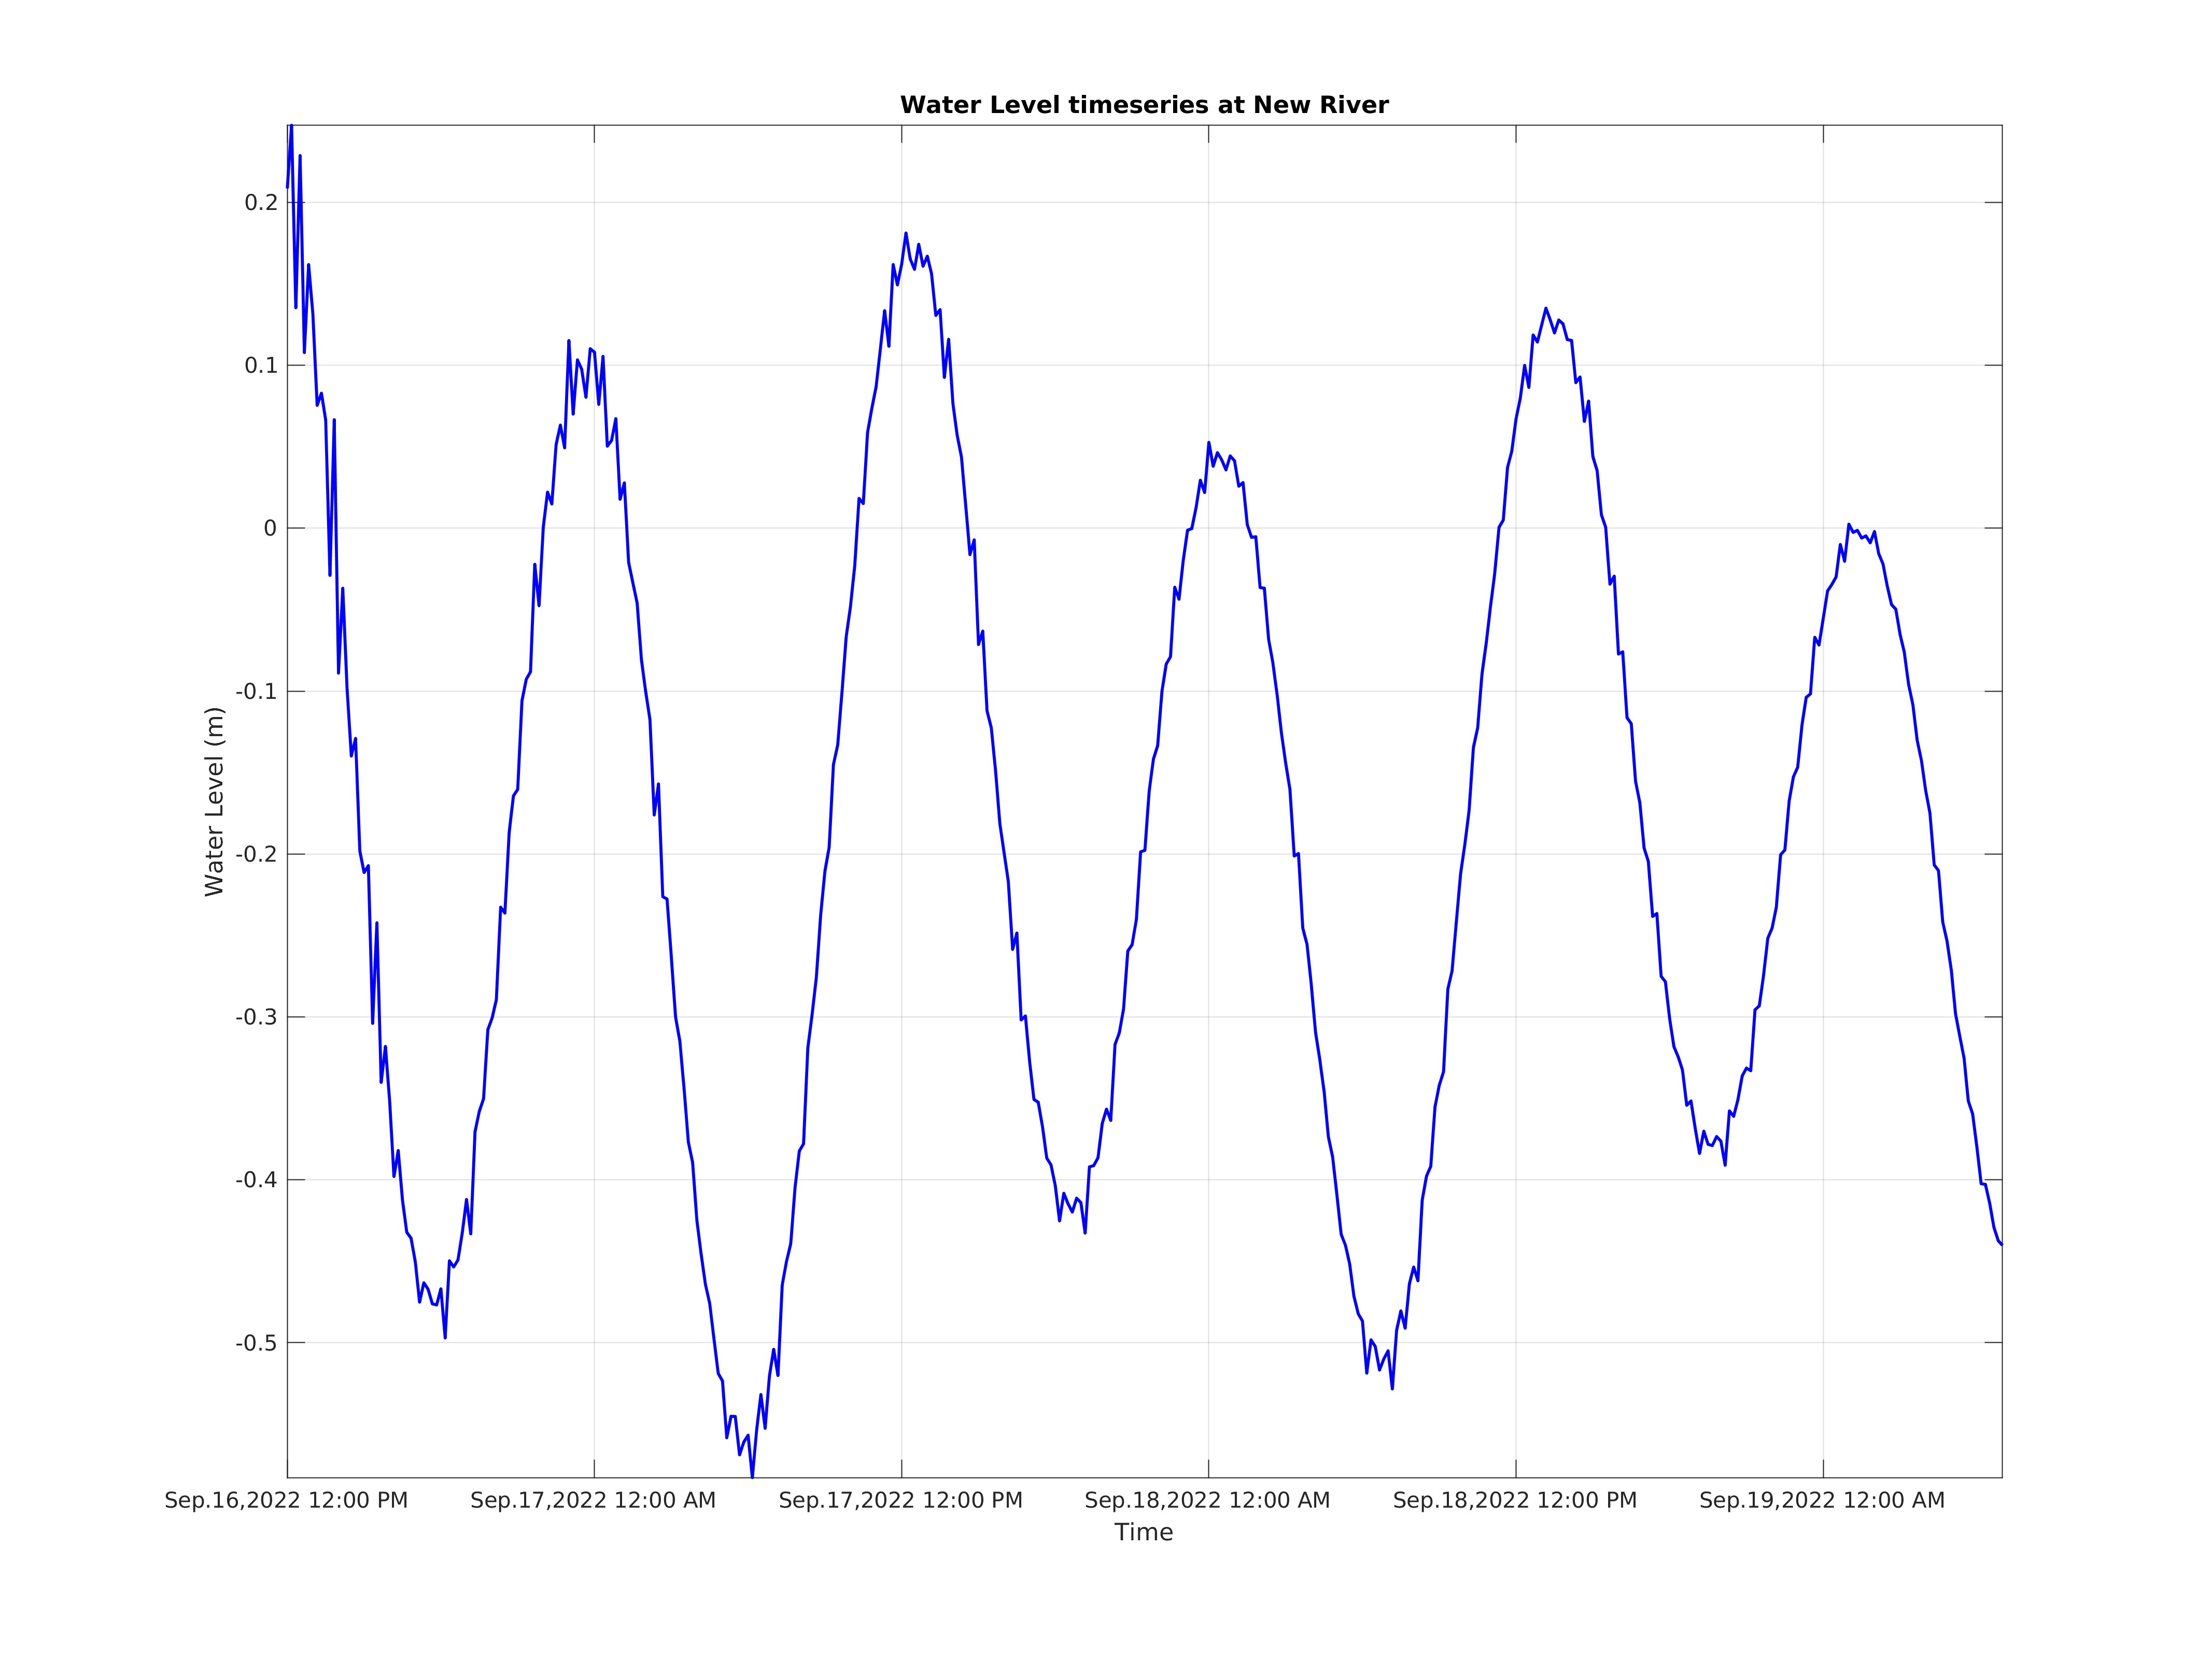 Water Level timeseries at New River
0.2
0.1
0
-0.1
-0.2
-0.3
-0.4
-0.5
Water Level (m)
Sep.16,2022 12:00 PM
Sep.17,2022 12:00 AM
Sep.17,2022 12:00 PM
Sep.18,2022 12:00 AM
Sep.18,2022 12:00 PM
Sep.19,2022 12:00 AM
Time